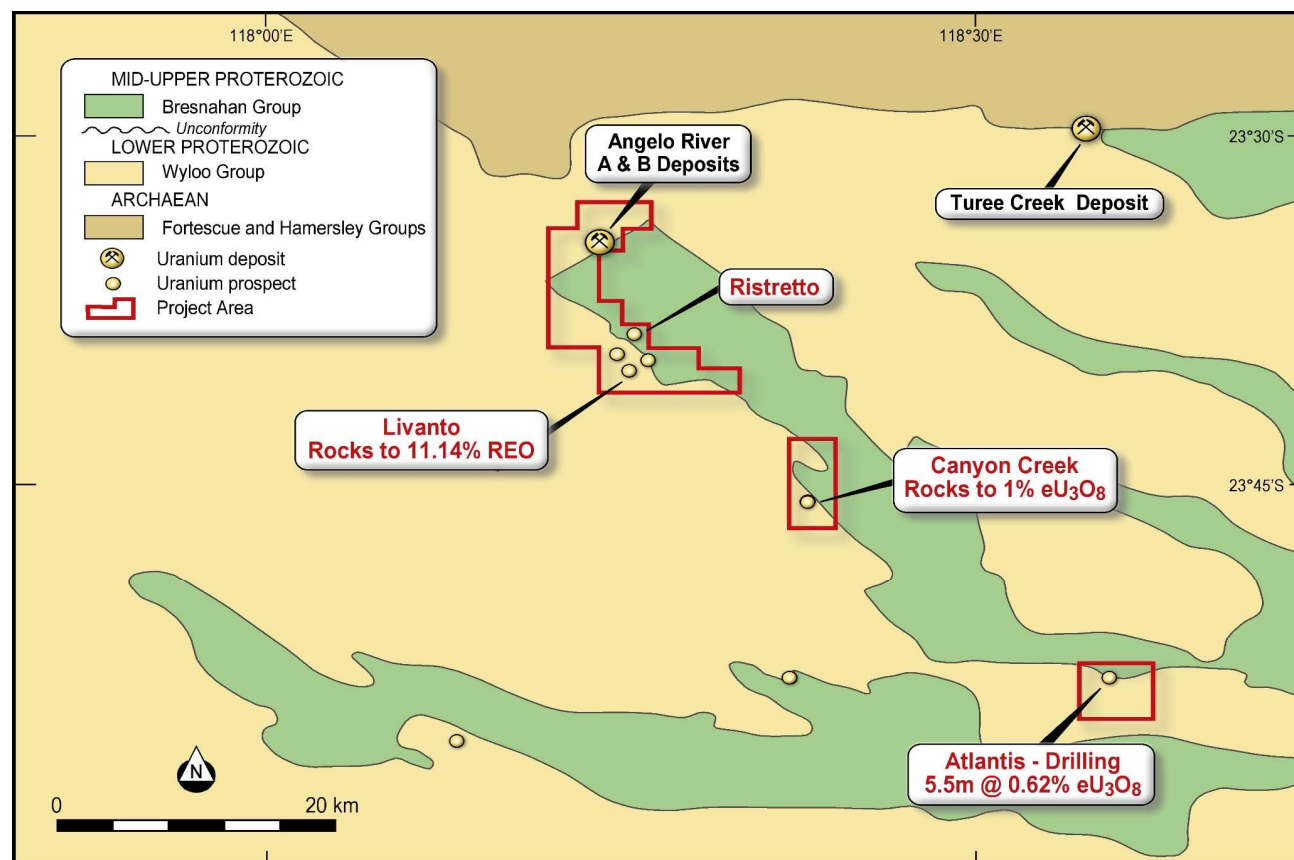 118°00'E
118°30'E
MID-UPPER PROTEROZOIC
Bresnahan Group
Unconformity
LOWER PROTEROZOIC
Wyloo Group
ARCHAEAN
Fortescue and Hamersley Groups
Uranium deposit
Uranium prospect
Project Area
Angelo River
A & B Deposits
23°30'S
Turee Creek Deposit
Ristretto
Livanto
Rocks to 11.14% REO
Canyon Creek
Rocks to 1% eU₃O₈
23°45'S
Atlantis - Drilling
5.5m @ 0.62% eU₃O₈
N
0
20 km